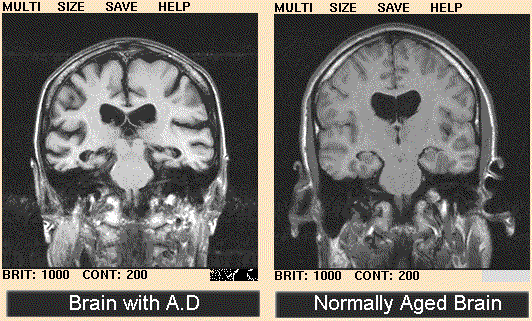 MULTI SIZE SAVE HELP
BRIT: 1000 CONT: 200
Brain with A.D
MULTI SIZE SAVE HELP
BRIT: 1000 CONT: 200
Normally Aged Brain